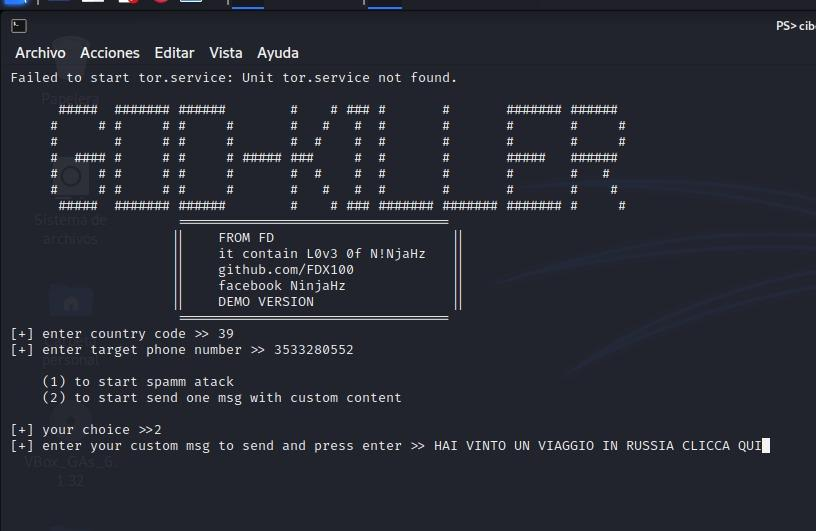 PS> cib
Archivo Acciones Editar Vista Ayuda
Failed to start tor.service: Unit tor.service not found.
GOD-KILLER
FROM FD
it contain L0v3 0f N!NjaHz
github.com/FDX100
facebook NinjaHz
DEMO VERSION
[+] enter country code >> 39
[+] enter target phone number >> 3533280552
(1) to start spamm atack
(2) to start send one msg with custom content
[+] your choice >>2
[+] enter your custom msg to send and press enter >> HAI VINTO UN VIAGGIO IN RUSSIA CLICCA QUI
Papelera
Sistema de
archivos
personal
VBox_GAs_6.
1.32